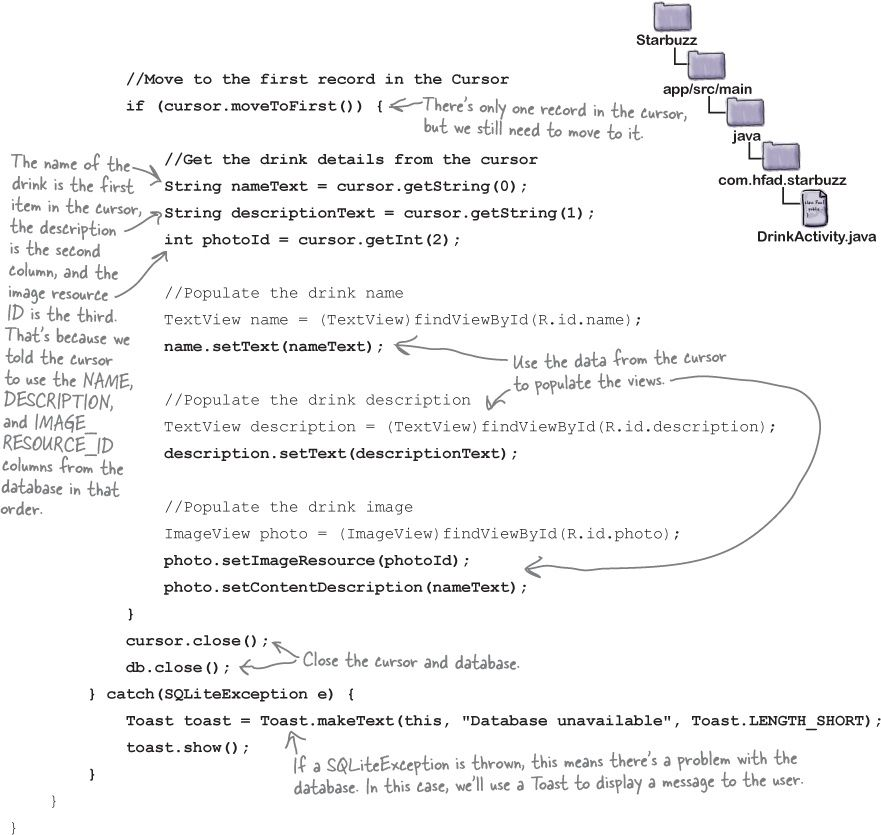 Starbuzz
app/src/main
java
com.hfad.starbuzz
DrinkActivity.java
//Move to the first record in the Cursor
if (cursor.moveToFirst()) {
There's only one record in the cursor,
but we still need to move to it.
//Get the drink details from the cursor
String nameText = cursor.getString(0);
String descriptionText = cursor.getString(1);
int photoId = cursor.getInt(2);
The name of the
drink is the first
item in the cursor,
the description
is the second
column, and the
image resource
ID is the third.
That's because we
told the cursor
to use the NAME,
DESCRIPTION,
and IMAGE_
RESOURCE_ID
columns from the
database in that
order.
//Populate the drink name
TextView name = (TextView)findViewById(R.id.name);
name.setText(nameText);
Use the data from the cursor
to populate the views.
//Populate the drink description
TextView description = (TextView)findViewById(R.id.description);
description.setText(descriptionText);
//Populate the drink image
ImageView photo = (ImageView)findViewById(R.id.photo);
photo.setImageResource(photoId);
photo.setContentDescription(nameText);
}
cursor.close();
db.close();
Close the cursor and database.
} catch(SQLiteException e) {
Toast toast = Toast.makeText(this, "Database unavailable", Toast.LENGTH_SHORT);
toast.show();
If a SQLiteException is thrown, this means there's a problem with the
database. In this case, we'll use a Toast to display a message to the user.
}
}
}